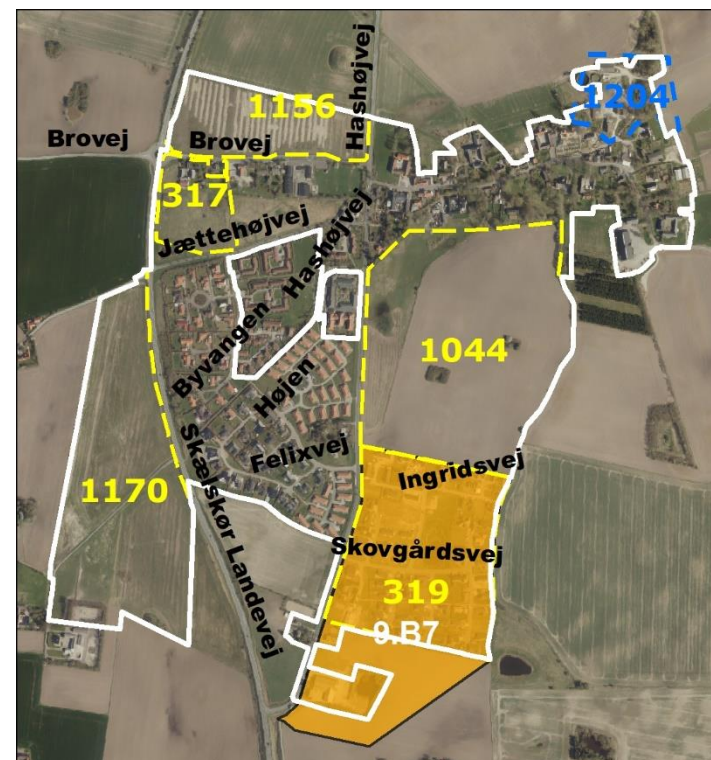 1204
1156
Hashøjvej
Brovej
Brovej
317
Jættehøjvej
Hashøjvej
1044
Byvangen
Højen
Felixvej
Ingridsvej
1170
Skælskør Landevej
Skovgårdsvej
319
9.B7